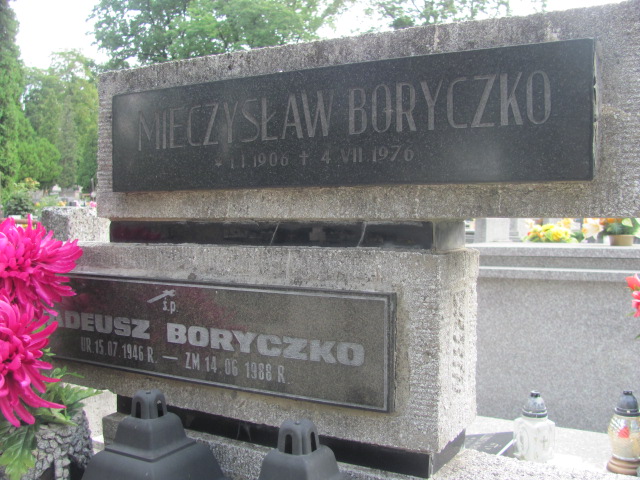 MIECZYSŁAW BORYCZKO
* 1 I 1906 + 4 VII 1976
ś.p.
ADEUSZ BORYCZKO
UR 15.07.1946 R. — ZM 14.06 1988 R.